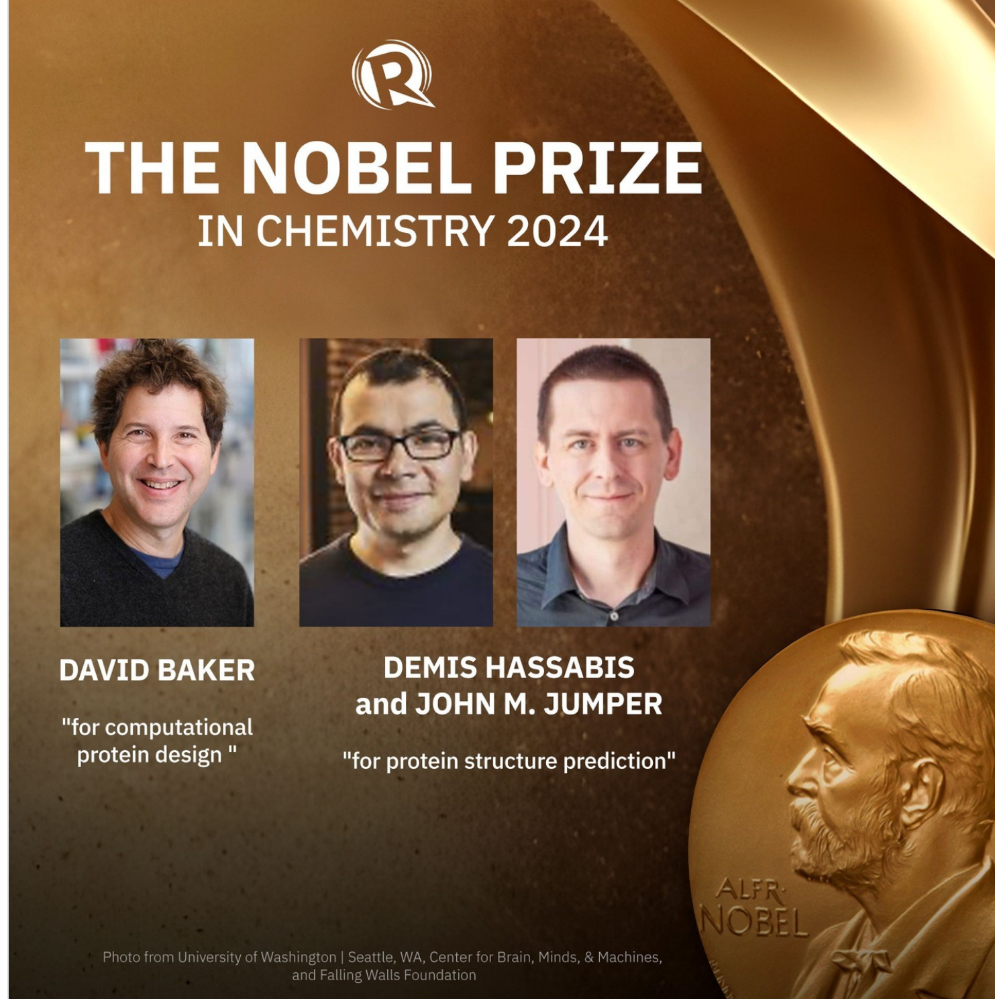 R
THE NOBEL PRIZE
IN CHEMISTRY 2024
DAVID BAKER
"for computational
protein design "
DEMIS HASSABIS
and JOHN M. JUMPER
"for protein structure prediction"
ALFR·
NOBEL
Photo from University of Washington | Seattle, WA, Center for Brain, Minds, & Machines,
and Falling Walls Foundation